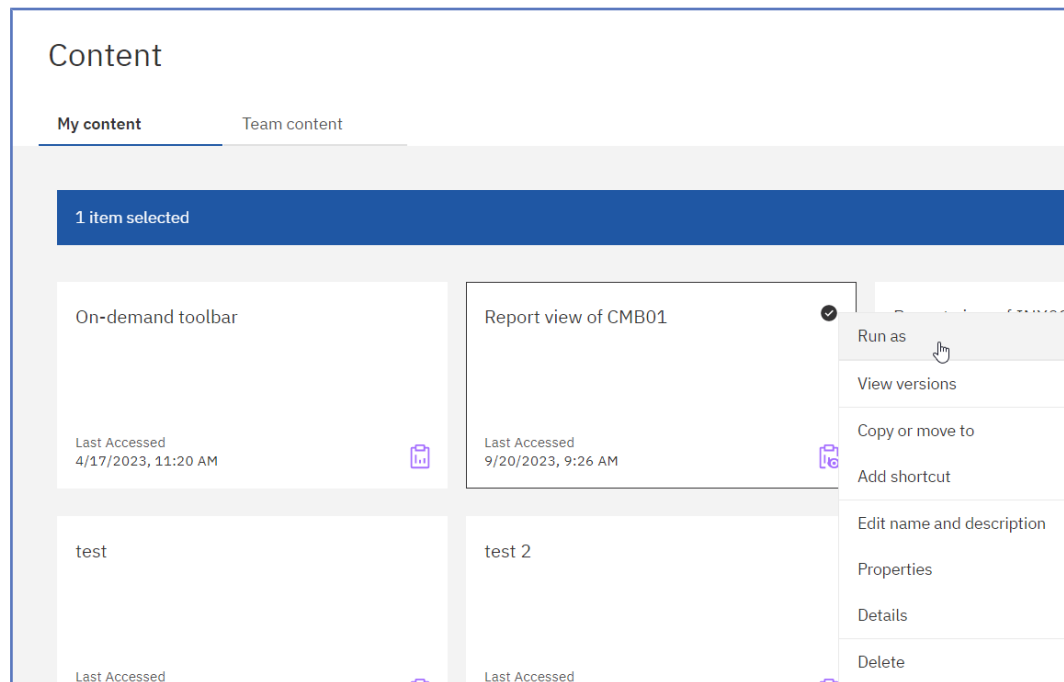 Content
My content
Team content
1 item selected
On-demand toolbar
Report view of CMB01
Run as
View versions
Copy or move to
Add shortcut
Edit name and description
Properties
Details
Delete
Last Accessed
4/17/2023, 11:20 AM
Last Accessed
9/20/2023, 9:26 AM
test
test 2
Last Accessed
Last Accessed